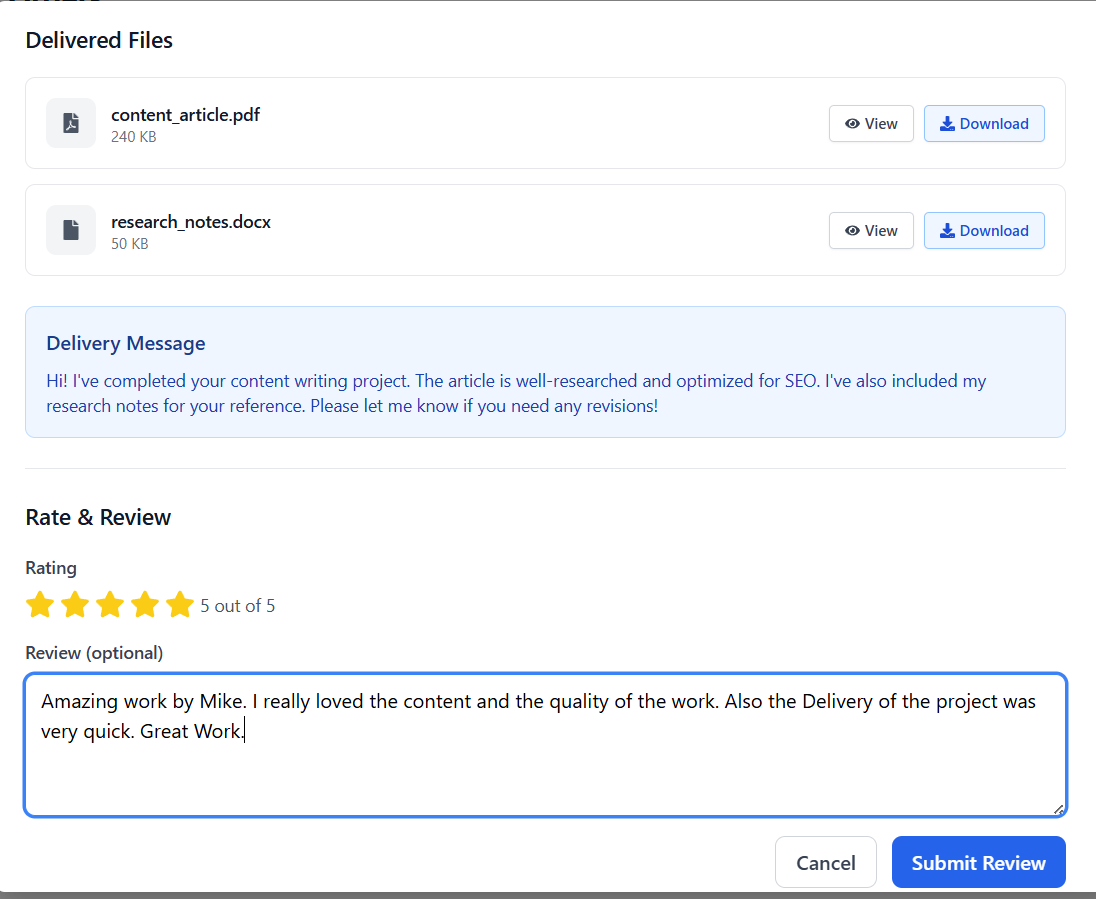 Delivered Files
content_article.pdf
240 KB
View
Download
research_notes.docx
50 KB
View
Download
Delivery Message
Hi! I've completed your content writing project. The article is well-researched and optimized for SEO. I've also included my
research notes for your reference. Please let me know if you need any revisions!
Rate & Review
Rating
5 out of 5
Review (optional)
Amazing work by Mike. I really loved the content and the quality of the work. Also the Delivery of the project was
very quick. Great Work.
Cancel
Submit Review